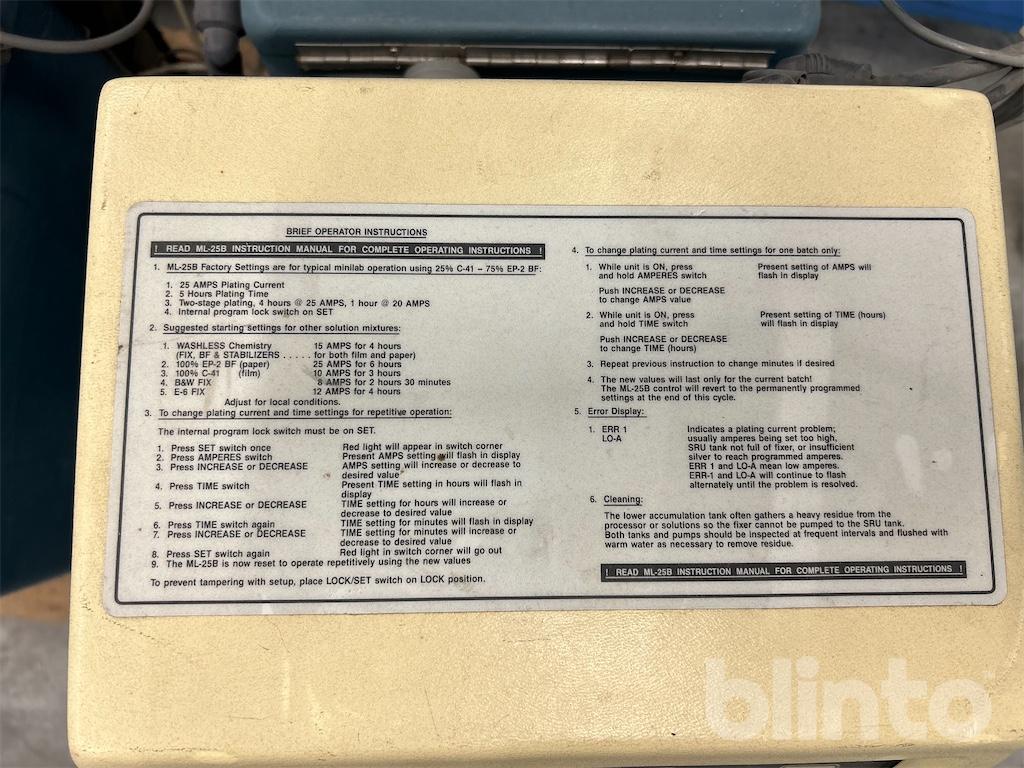 BRIEF OPERATOR INSTRUCTIONS
! READ ML-25B INSTRUCTION MANUAL FOR COMPLETE OPERATING INSTRUCTIONS !
1. ML-25B Factory Settings are for typical minilab operation using 25% C-41 – 75% EP-2 BF:
1. 25 AMPS Plating Current
2. 5 Hours Plating Time
3. Two-stage plating, 4 hours @ 25 AMPS, 1 hour @ 20 AMPS
4. Internal program lock switch on SET
2. Suggested starting settings for other solution mixtures:
1. WASHLESS Chemistry 15 AMPS for 4 hours
(FIX, BF & STABILIZERS . . . . . for both film and paper)
2. 100% EP-2 BF (paper) 25 AMPS for 6 hours
3. 100% C-41 (film) 10 AMPS for 3 hours
4. B&W FIX 8 AMPS for 2 hours 30 minutes
5. E-6 FIX 12 AMPS for 4 hours
Adjust for local conditions.
3. To change plating current and time settings for repetitive operation:
The internal program lock switch must be on SET.
1. Press SET switch once Red light will appear in switch corner
2. Press AMPERES switch Present AMPS setting will flash in display
3. Press INCREASE or DECREASE AMPS setting will increase or decrease to
desired value
4. Press TIME switch Present TIME setting in hours will flash in
display
5. Press INCREASE or DECREASE TIME setting for hours will increase or
decrease to desired value
6. Press TIME switch again TIME setting for minutes will flash in display
7. Press INCREASE or DECREASE TIME setting for minutes will increase or
decrease to desired value
8. Press SET switch again Red light in switch corner will go out
9. The ML-25B is now reset to operate repetitively using the new values
To prevent tampering with setup, place LOCK/SET switch on LOCK position.
4. To change plating current and time settings for one batch only:
1. While unit is ON, press Present setting of AMPS will
and hold AMPERES switch flash in display
Push INCREASE or DECREASE
to change AMPS value
2. While unit is ON, press Present setting of TIME (hours)
and hold TIME switch will flash in display
Push INCREASE or DECREASE
to change TIME (hours)
3. Repeat previous instruction to change minutes if desired
4. The new values will last only for the current batch!
The ML-25B control will revert to the permanently programmed
settings at the end of this cycle.
5. Error Display:
1. ERR 1 Indicates a plating current problem;
LO-A usually amperes being set too high,
SRU tank not full of fixer, or insufficient
silver to reach programmed amperes.
ERR 1 and LO-A mean low amperes.
ERR-1 and LO-A will continue to flash
alternately until the problem is resolved.
6. Cleaning:
The lower accumulation tank often gathers a heavy residue from the
processor or solutions so the fixer cannot be pumped to the SRU tank.
Both tanks and pumps should be inspected at frequent intervals and flushed with
warm water as necessary to remove residue.
! READ ML-25B INSTRUCTION MANUAL FOR COMPLETE OPERATING INSTRUCTIONS !
blinto